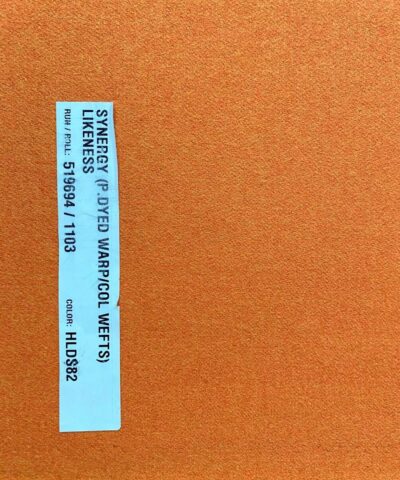 SYNERGY (P.DYED WARP/COL WEFTS)
LIKENESS
RUN / ROLL: 519694 / 1103
COLOR: HLDS82